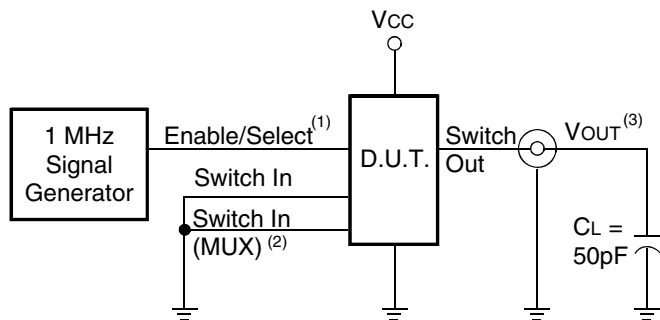 VCC
1 MHz
Signal
Generator
Enable/Select(1)
D.U.T.
Switch
Out
VOUT(3)
Switch In
Switch In
(MUX)(2)
CL =
50pF